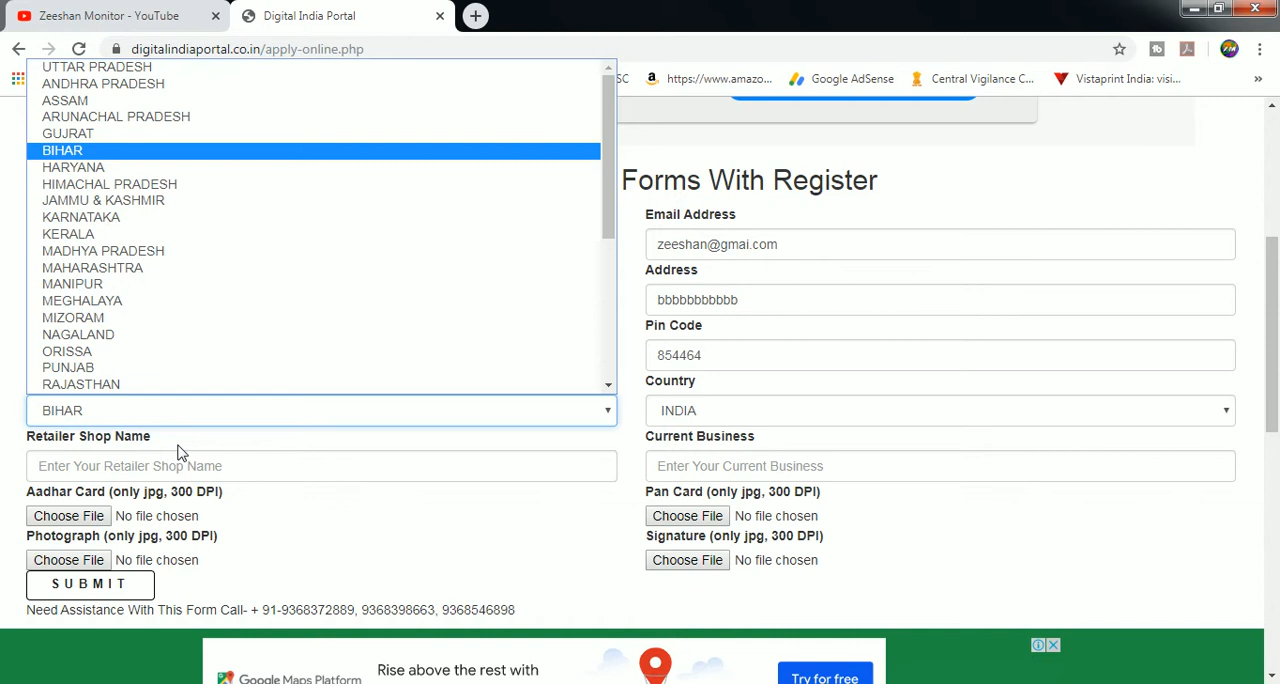 Zeeshan Monitor - YouTube
Digital India Portal
digitalindiaportal.co.in/apply-online.php
SC
https://www.amazo...
Google AdSense
Central Vigilance C...
Vistaprint India: visi...
»
UTTAR PRADESH
ANDHRA PRADESH
ASSAM
ARUNACHAL PRADESH
GUJRAT
BIHAR
HARYANA
HIMACHAL PRADESH
JAMMU & KASHMIR
KARNATAKA
KERALA
MADHYA PRADESH
MAHARASHTRA
MANIPUR
MEGHALAYA
MIZORAM
NAGALAND
ORISSA
PUNJAB
RAJASTHAN
Forms With Register
Email Address
zeeshan@gmai.com
Address
bbbbbbbbbbb
Pin Code
854464
Country
BIHAR
INDIA
Retailer Shop Name
Current Business
Enter Your Retailer Shop Name
Enter Your Current Business
Aadhar Card (only jpg, 300 DPI)
Pan Card (only jpg, 300 DPI)
Choose File No file chosen
Choose File No file chosen
Photograph (only jpg, 300 DPI)
Signature (only jpg, 300 DPI)
Choose File No file chosen
Choose File No file chosen
SUBMIT
Need Assistance With This Form Call- + 91-9368372889, 9368398663, 9368546898
Google Maps Platform
Rise above the rest with
Try for free